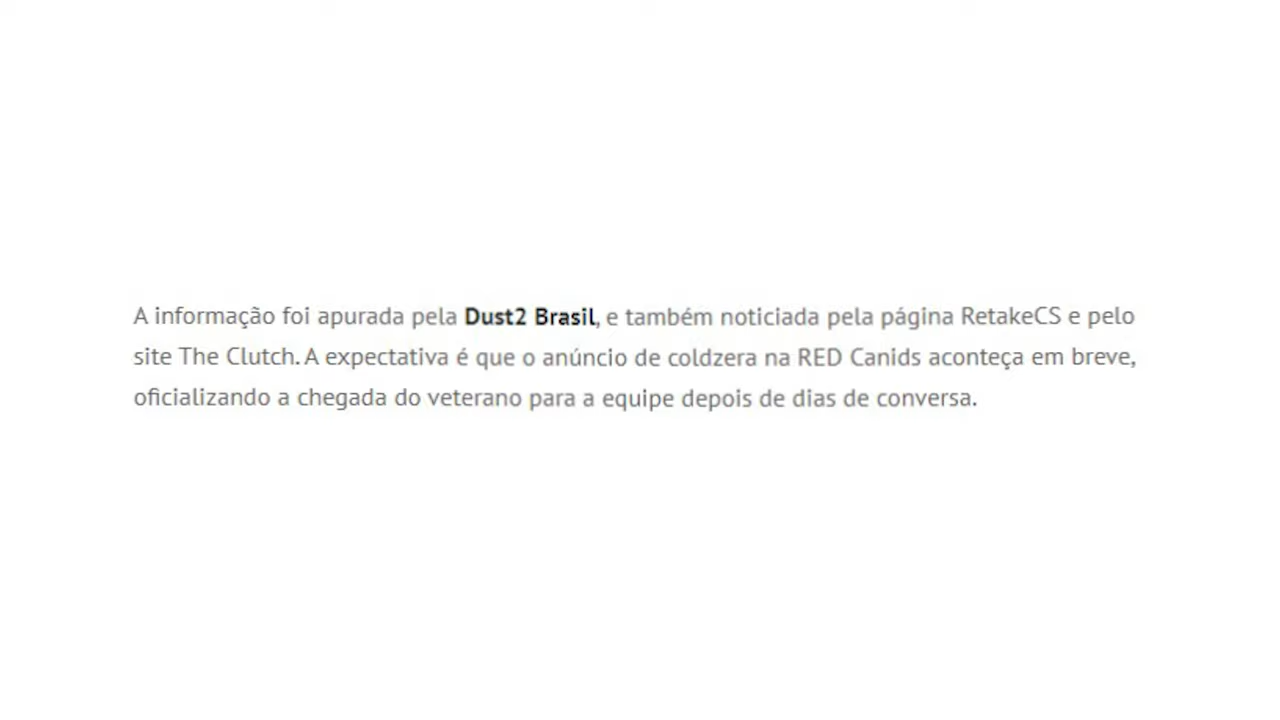 A informação foi apurada pela Dust2 Brasil, e também noticiada pela página RetakeCS e pelo
site The Clutch. A expectativa é que o anúncio de coldzera na RED Canids aconteça em breve,
oficializando a chegada do veterano para a equipe depois de dias de conversa.